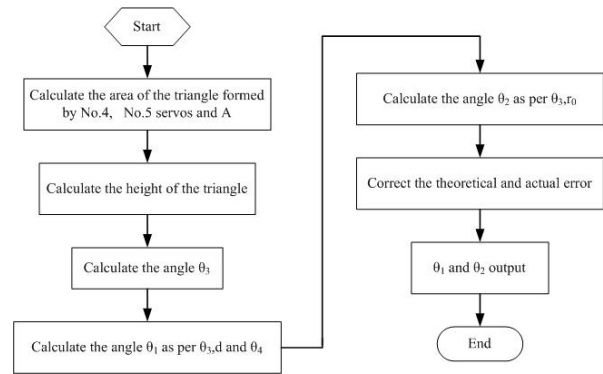 Start
Calculate the area of the triangle formed
by No.4, No.5 servos and A
Calculate the height of the triangle
Calculate the angle θ₃
Calculate the angle θ₁ as per θ₃,d and θ₄
Calculate the angle θ₂ as per θ₃,r₀
Correct the theoretical and actual error
θ₁ and θ₂ output
End